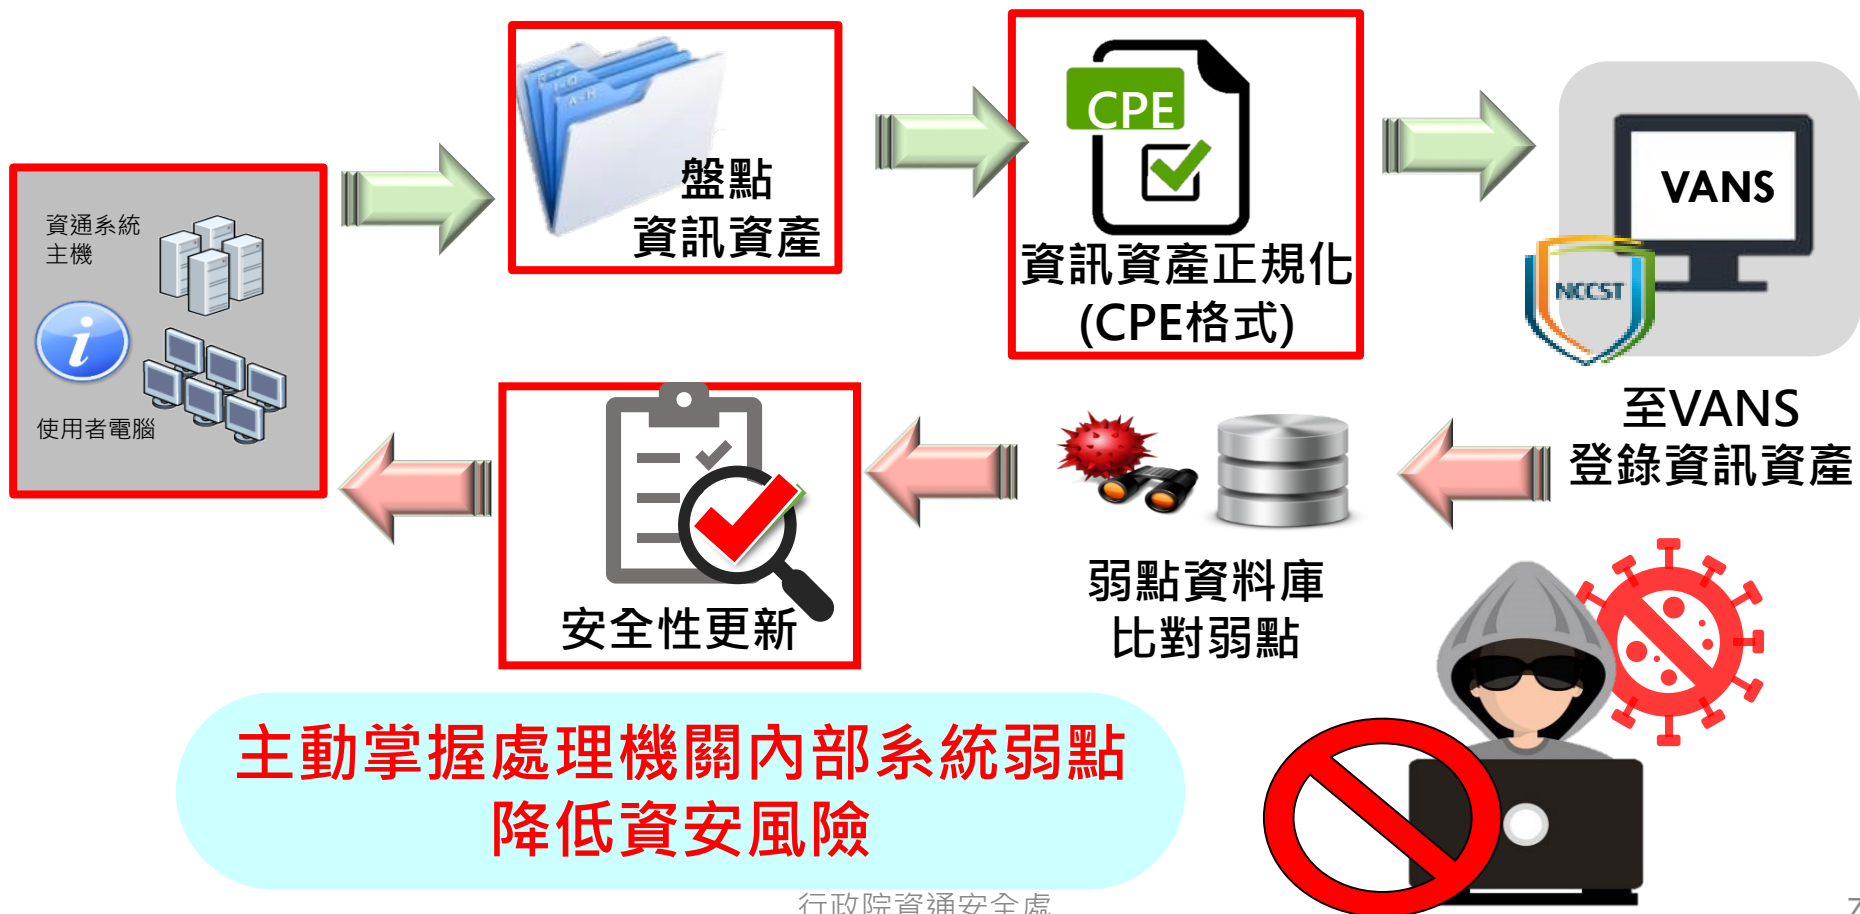 資通系統
主機
使用者電腦
盤點
資訊資產
CPE
資訊資產正規化
(CPE格式)
VANS
NCCST
至VANS
登錄資訊資產
弱點資料庫
比對弱點
安全性更新
主動掌握處理機關內部系統弱點
降低資安風險
行政院資通安全處
7